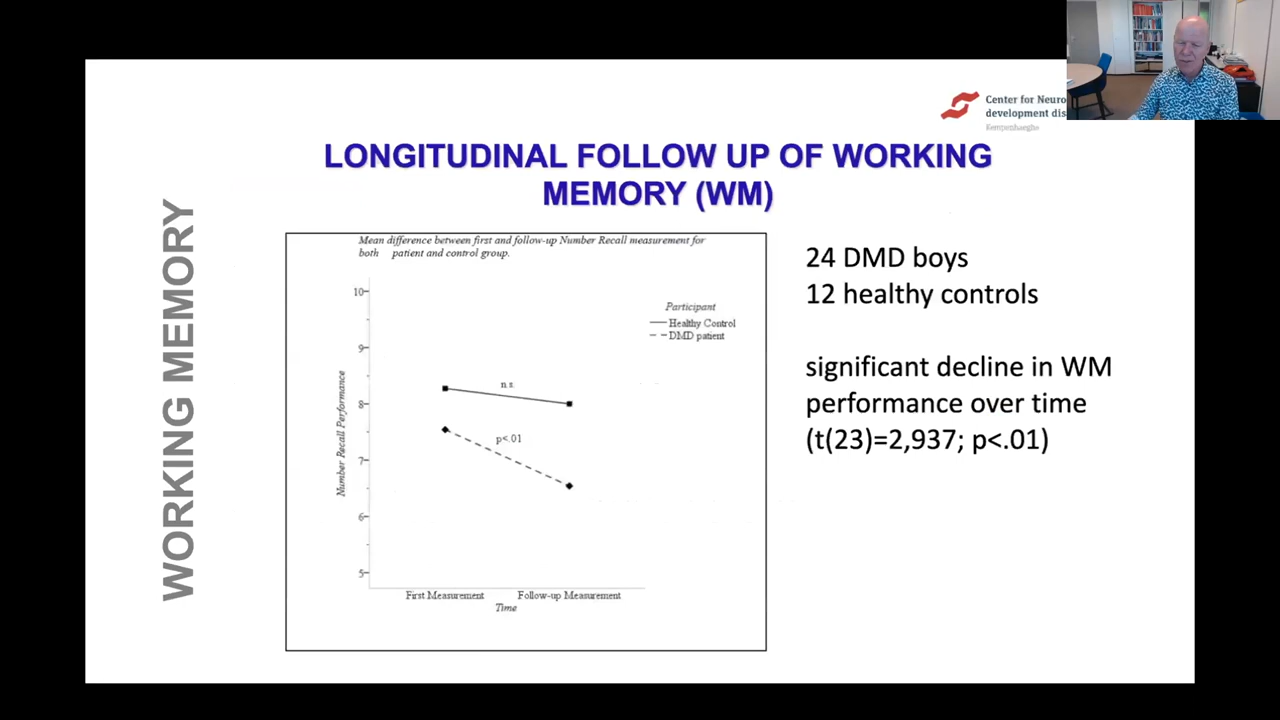 Center for Neuro
development dis
Kempenhaeghe
LONGITUDINAL FOLLOW UP OF WORKING
MEMORY (WM)
WORKING MEMORY
Mean difference between first and follow-up Number Recall measurement for
both patient and control group.
10
9
8
7
6
5
Number Recall Performance
Participant
Healthy Control
DMD patient
n.s
p<.01
First Measurement
Follow-up Measurement
Time
24 DMD boys
12 healthy controls
significant decline in WM
performance over time
(t(23)=2,937; p<.01)